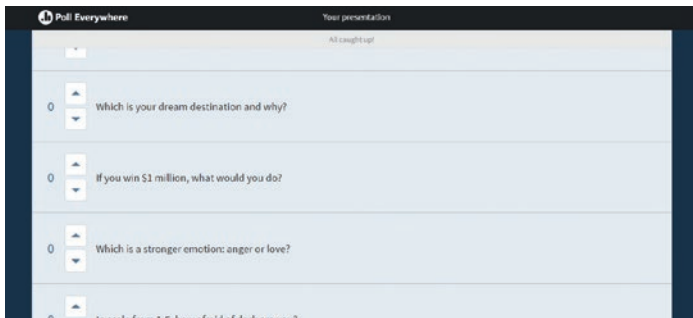 Poll Everywhere
Your presentation
All caught up!
0
Which is your dream destination and why?
0
If you win $1 million, what would you do?
0
Which is a stronger emotion: anger or love?